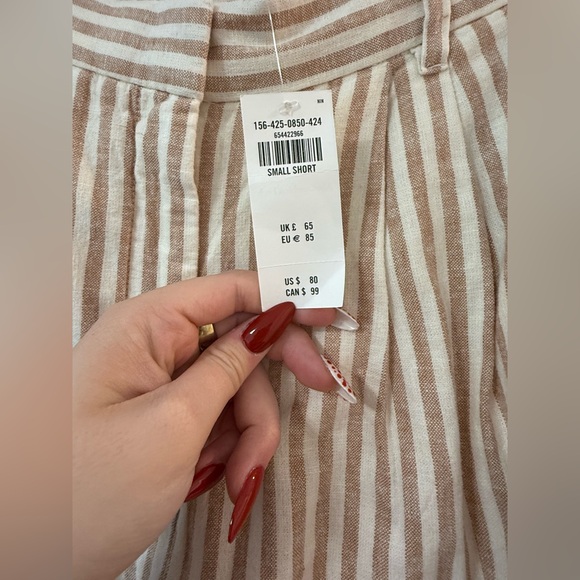 N/R
156-425-0850-424
654422966
SMALL SHORT
UK £ 65
EU € 85
US $ 80
CAN $ 99